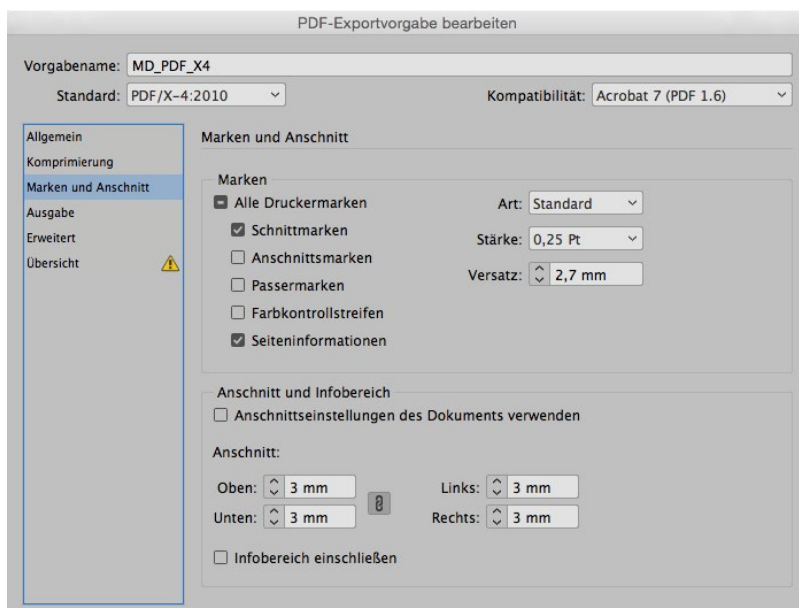 PDF-Exportvorgabe bearbeiten
Vorgabename: MD_PDF_X4
Standard: PDF/X-4:2010 Kompatibilität: Acrobat 7 (PDF 1.6)
Allgemein
Komprimierung
Marken und Anschnitt
Ausgabe
Erweitert
Übersicht
Marken und Anschnitt
Marken
Alle Druckermarken
Schnittmarken
Anschnittsmarken
Passermarken
Farbkontrollstreifen
Seiteninformationen
Art: Standard
Stärke: 0,25 Pt
Versatz: 2,7 mm
Anschnitt und Infobereich
Anschnittseinstellungen des Dokuments verwenden
Anschnitt:
Oben: 3 mm Links: 3 mm
Unten: 3 mm Rechts: 3 mm
Infobereich einschließen